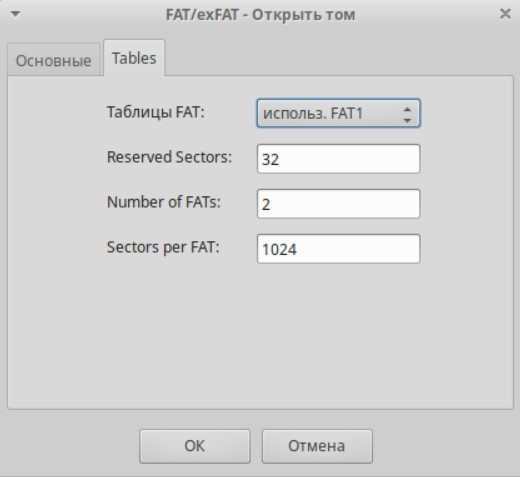 FAT/exFAT - Открыть том
Основные Tables
Таблицы FAT: использ. FAT1
Reserved Sectors: 32
Number of FATs: 2
Sectors per FAT: 1024
ОК Отмена